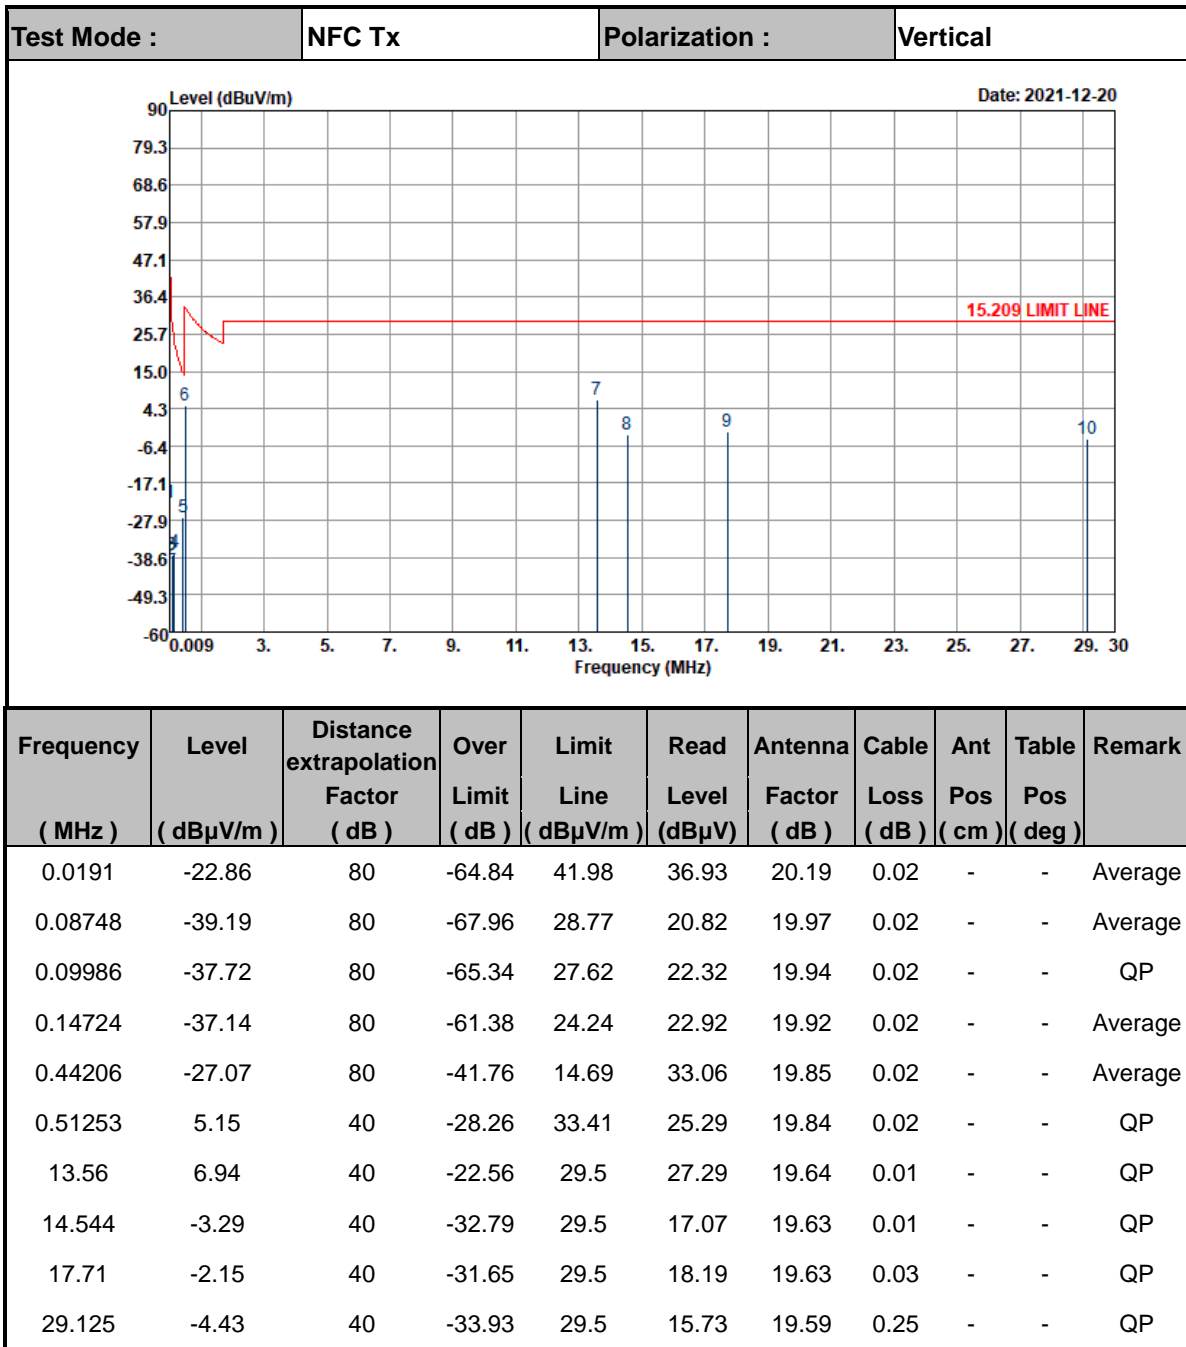 Test Mode : NFC Tx Polarization : Vertical
Level (dBuV/m) Date: 2021-12-20
90
79.3
68.6
57.9
47.1
36.4
15.209 LIMIT LINE
25.7
15.0
6 7
4.3
8 9 10
-6.4
-17.1
5
-27.9
4
-38.6
-49.3
-60
0.009 3. 5. 7. 9. 11. 13. 15. 17. 19. 21. 23. 25. 27. 29. 30
Frequency (MHz)
Frequency Level Distance extrapolation Over Limit Read Antenna Cable Ant Table Remark
Factor Limit Line Level Factor Loss Pos Pos
( MHz ) ( dBµV/m ) ( dB ) ( dB ) ( dBµV/m ) (dBµV) ( dB ) ( dB ) ( cm ) ( deg )
0.0191 -22.86 80 -64.84 41.98 36.93 20.19 0.02 - - Average
0.08748 -39.19 80 -67.96 28.77 20.82 19.97 0.02 - - Average
0.09986 -37.72 80 -65.34 27.62 22.32 19.94 0.02 - - QP
0.14724 -37.14 80 -61.38 24.24 22.92 19.92 0.02 - - Average
0.44206 -27.07 80 -41.76 14.69 33.06 19.85 0.02 - - Average
0.51253 5.15 40 -28.26 33.41 25.29 19.84 0.02 - - QP
13.56 6.94 40 -22.56 29.5 27.29 19.64 0.01 - - QP
14.544 -3.29 40 -32.79 29.5 17.07 19.63 0.01 - - QP
17.71 -2.15 40 -31.65 29.5 18.19 19.63 0.03 - - QP
29.125 -4.43 40 -33.93 29.5 15.73 19.59 0.25 - - QP